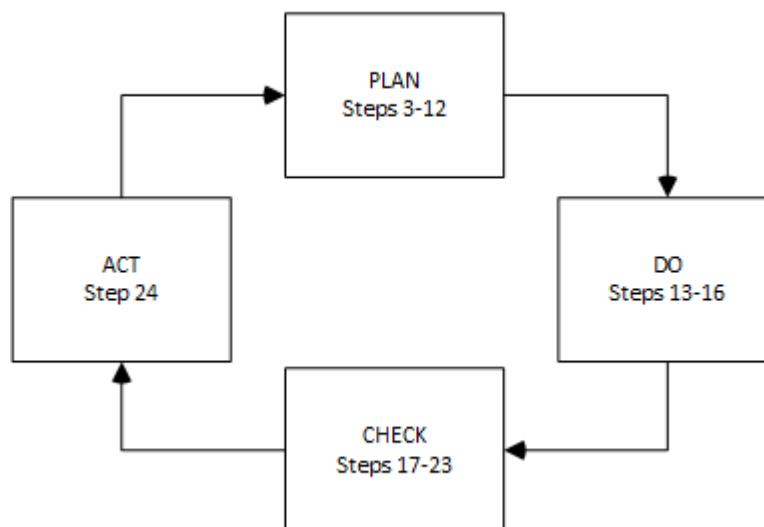 PLAN
Steps 3-12
ACT
Step 24
DO
Steps 13-16
CHECK
Steps 17-23